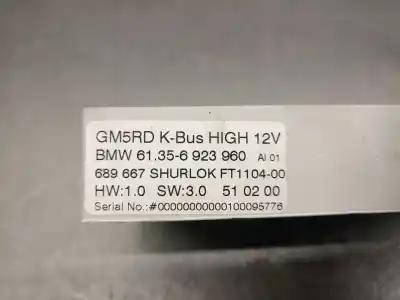 GM5RD K-Bus HIGH 12V
BMW 61.35-6 923 960 AI 01
689 667 SHURLOK FT1104-00
HW:1.0 SW:3.0 51 02 00
Serial No.:#00000000000100095776